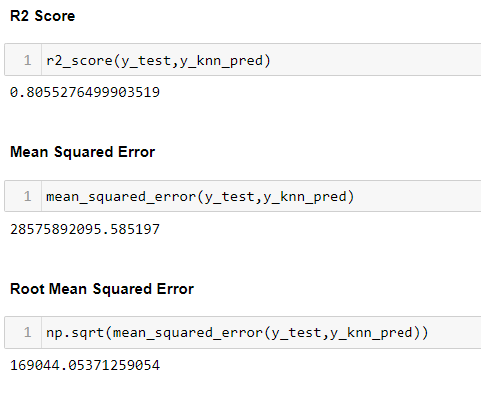 R2 Score
1 r2_score(y_test,y_knn_pred)
0.8055276499903519
Mean Squared Error
1 mean_squared_error(y_test,y_knn_pred)
28575892095.585197
Root Mean Squared Error
1 np.sqrt(mean_squared_error(y_test,y_knn_pred))
169044.05371259054